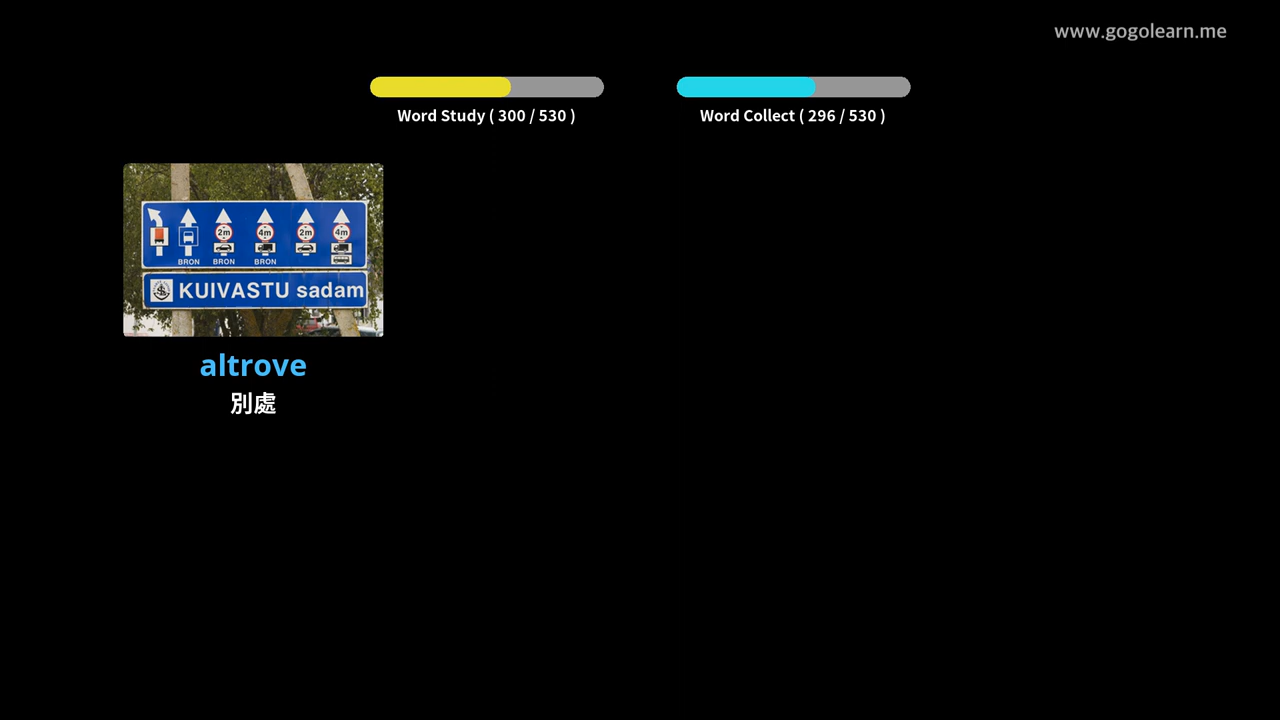 www.gogolearn.me
Word Study ( 300 / 530 )
Word Collect ( 296 / 530 )
2m 4m 2m 4m
BRON BRON BRON
KUIVASTU sadam
altrove
別處